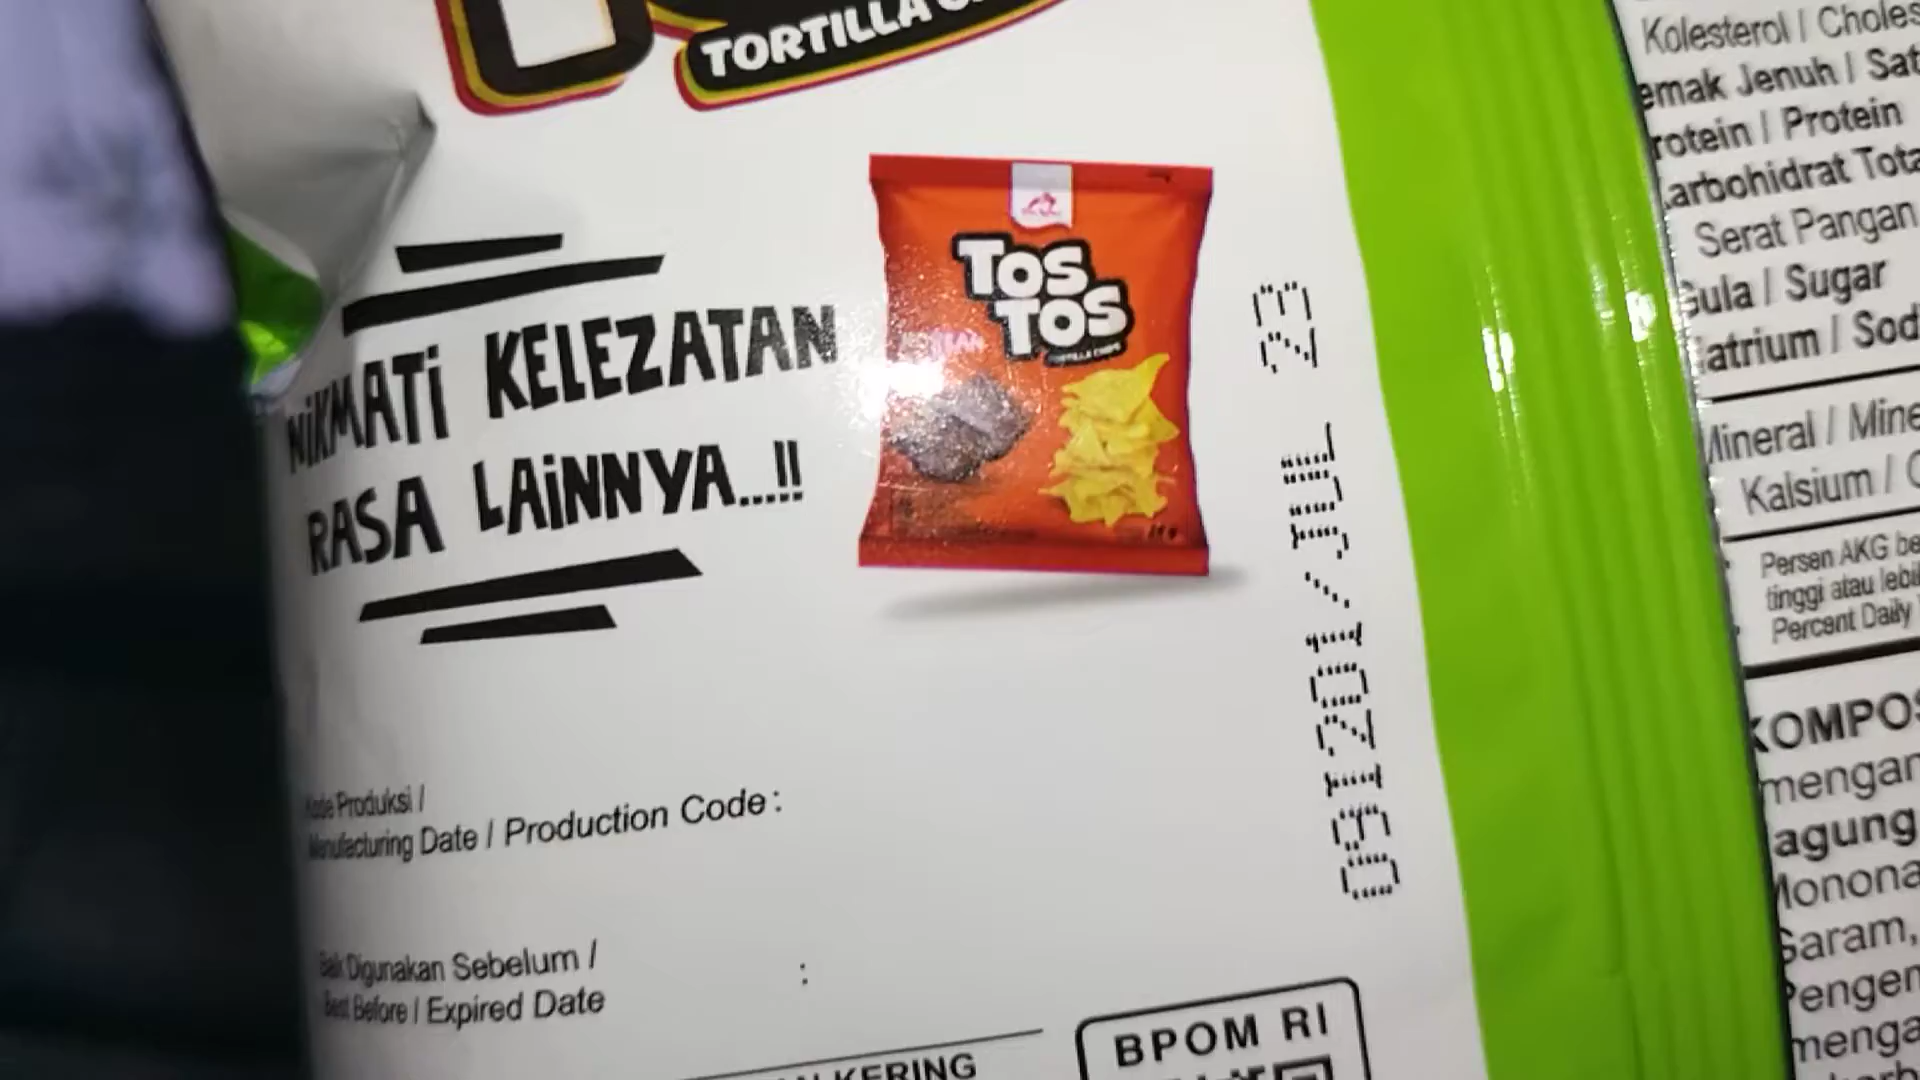 TORTILLA
TOS
TOS
TORTILLA CHIPS
NiKMATi KELEZATAN
RASA LAiNNYA...!!
Kode Produksi /
Manufacturing Date / Production Code :
Baik Digunakan Sebelum /
Best Before / Expired Date :
KERING
BPOM RI
JUL 23
Kolesterol / Choles
emak Jenuh / Sat
rotein / Protein
arbohidrat Tota
Serat Pangan
Gula / Sugar
atrium / Sod
Mineral / Mine
Kalsium / C
Persen AKG be
tinggi atau lebi
Percent Daily
KOMPOS
mengan
agung
Monona
Garam,
Pengem
menga